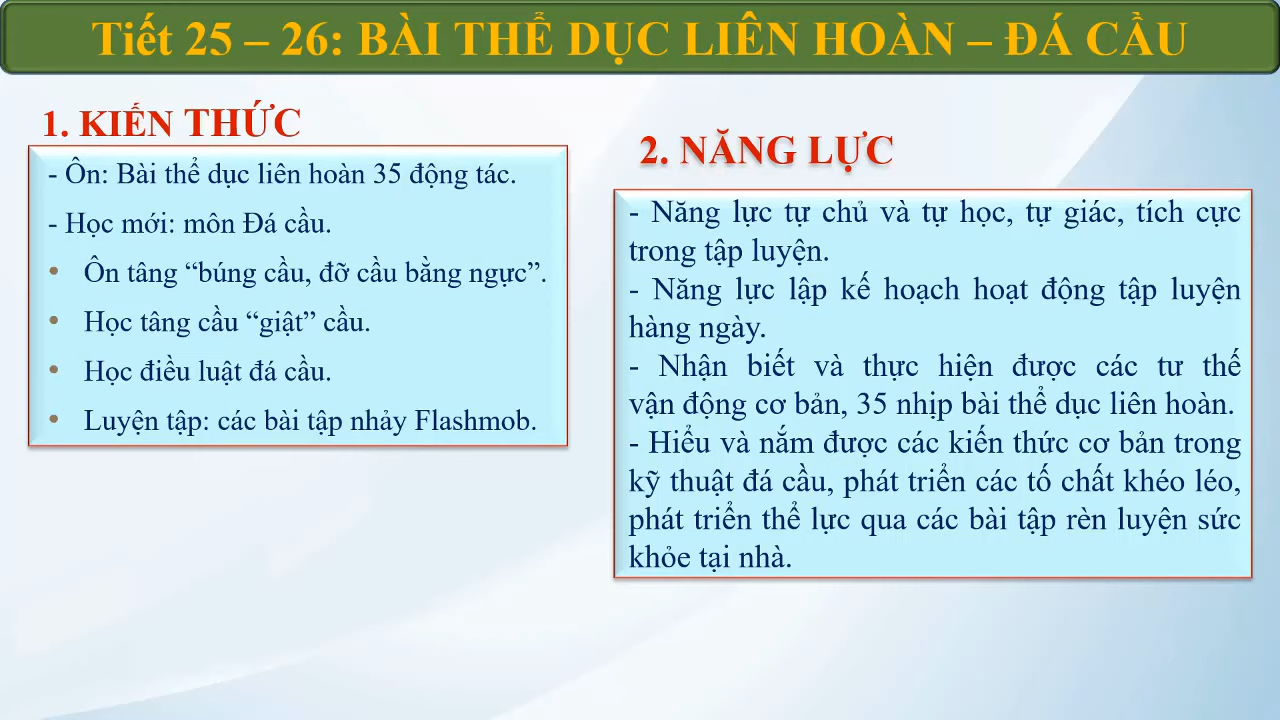 Tiết 25 – 26: BÀI THỂ DỤC LIÊN HOÀN – ĐÁ CẦU
1. KIẾN THỨC
- Ôn: Bài thể dục liên hoàn 35 động tác.
- Học mới: môn Đá cầu.
• Ôn tâng “búng cầu, đỡ cầu bằng ngực”.
• Học tâng cầu “giật” cầu.
• Học điều luật đá cầu.
• Luyện tập: các bài tập nhảy Flashmob.
2. NĂNG LỰC
- Năng lực tự chủ và tự học, tự giác, tích cực
trong tập luyện.
- Năng lực lập kế hoạch hoạt động tập luyện
hàng ngày.
- Nhận biết và thực hiện được các tư thế
vận động cơ bản, 35 nhịp bài thể dục liên hoàn.
- Hiểu và nắm được các kiến thức cơ bản trong
kỹ thuật đá cầu, phát triển các tố chất khéo léo,
phát triển thể lực qua các bài tập rèn luyện sức
khỏe tại nhà.